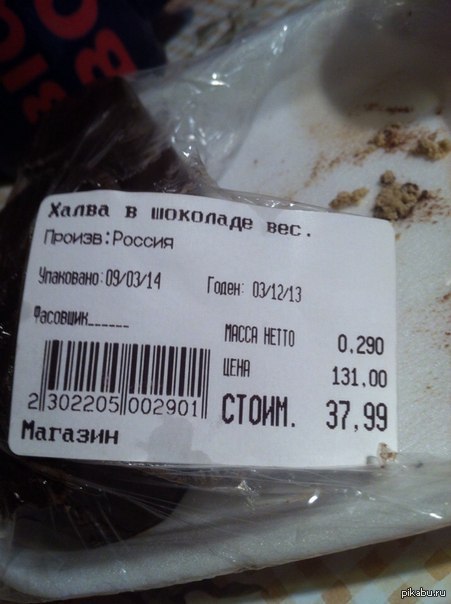 Халва в шоколаде вес.
Произв:Россия
Упаковано: 09/03/14 Годен: 03/12/13
Фасовщик______
МАССА НЕТТО 0.290
ЦЕНА 131,00
СТОИМ. 37,99
2 302205 002901
Магазин
pikabu.ru